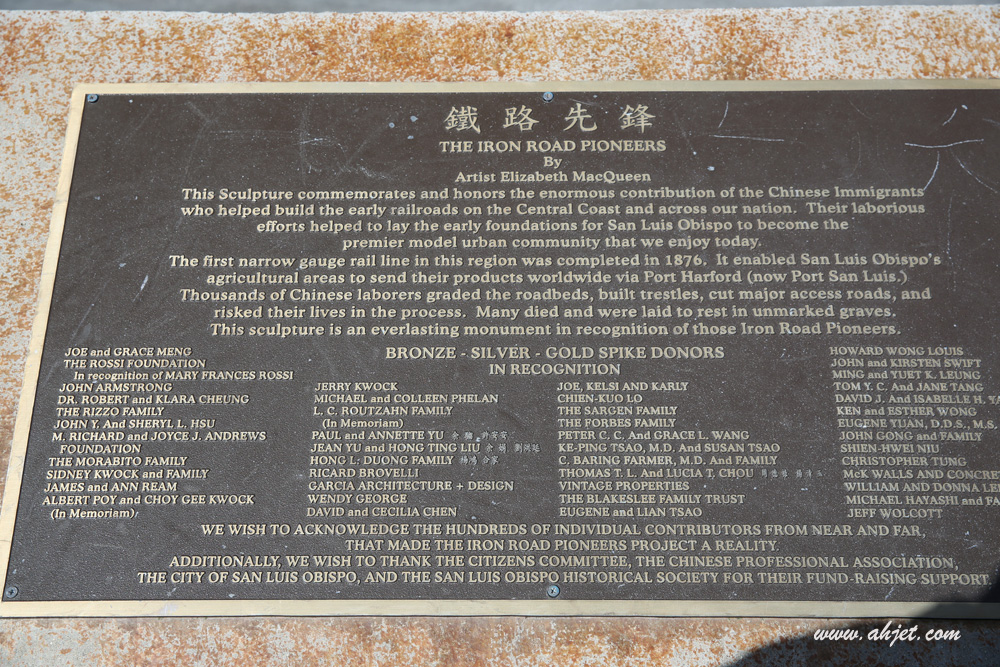 鐵路先鋒
THE IRON ROAD PIONEERS
By
Artist Elizabeth MacQueen
This Sculpture commemorates and honors the enormous contribution of the Chinese Immigrants
who helped build the early railroads on the Central Coast and across our nation. Their laborious
efforts helped to lay the early foundations for San Luis Obispo to become the
premier model urban community that we enjoy today.
The first narrow gauge rail line in this region was completed in 1876. It enabled San Luis Obispo's
agricultural areas to send their products worldwide via Port Harford (now Port San Luis.)
Thousands of Chinese laborers graded the roadbeds, built trestles, cut major access roads, and
risked their lives in the process. Many died and were laid to rest in unmarked graves.
This sculpture is an everlasting monument in recognition of those Iron Road Pioneers.
BRONZE - SILVER - GOLD SPIKE DONORS
IN RECOGNITION
JOE and GRACE MENG
THE ROSSI FOUNDATION
In recognition of MARY FRANCES ROSSI
JOHN ARMSTRONG
DR. ROBERT and KLARA CHEUNG
THE RIZZO FAMILY
JOHN Y. And SHERYL L. HSU
M. RICHARD and JOYCE J. ANDREWS
FOUNDATION
THE MORABITO FAMILY
SIDNEY KWOCK and FAMILY
JAMES and ANN REAM
ALBERT POY and CHOY GEE KWOCK
(In Memoriam)
JERRY KWOCK
MICHAEL and COLLEEN PHELAN
L. C. ROUTZAHN FAMILY
(In Memoriam)
PAUL and ANNETTE YU
JEAN YU and HONG TING LIU
HONG L. DUONG FAMILY
RICARD BROVELLI
GARCIA ARCHITECTURE + DESIGN
WENDY GEORGE
DAVID and CECILIA CHEN
JOE, KELSI AND KARLY
CHIEN-KUO LO
THE SARGEN FAMILY
THE FORBES FAMILY
PETER C. C. And GRACE L. WANG
KE-PING TSAO, M.D. And SUSAN TSAO
C. BARING FARMER, M.D. And FAMILY
THOMAS T. L. And LUCIA T. CHOU
VINTAGE PROPERTIES
THE BLAKESLEE FAMILY TRUST
EUGENE and LIAN TSAO
HOWARD WONG LOUIS
JOHN and KIRSTEN SWIFT
MING and YUET K. LEUNG
TOM Y. C. And JANE TANG
DAVID J. And ISABELLE H. YA
KEN and ESTHER WONG
EUGENE YUAN, D.D.S., M.S.
JOHN GONG and FAMILY
SHIEN-HWEI NIU
CHRISTOPHER TUNG
McK WALLS AND CONCRE
WILLIAM AND DONNA LE
MICHAEL HAYASHI and FA
JEFF WOLCOTT
WE WISH TO ACKNOWLEDGE THE HUNDREDS OF INDIVIDUAL CONTRIBUTORS FROM NEAR AND FAR,
THAT MADE THE IRON ROAD PIONEERS PROJECT A REALITY.
ADDITIONALLY, WE WISH TO THANK THE CITIZENS COMMITTEE, THE CHINESE PROFESSIONAL ASSOCIATION,
THE CITY OF SAN LUIS OBISPO, AND THE SAN LUIS OBISPO HISTORICAL SOCIETY FOR THEIR FUND-RAISING SUPPORT.
www.ahjet.com